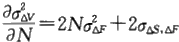 ∂σ²_ΔV / ∂N = 2Nσ²_ΔF + 2σ_ΔS,ΔF